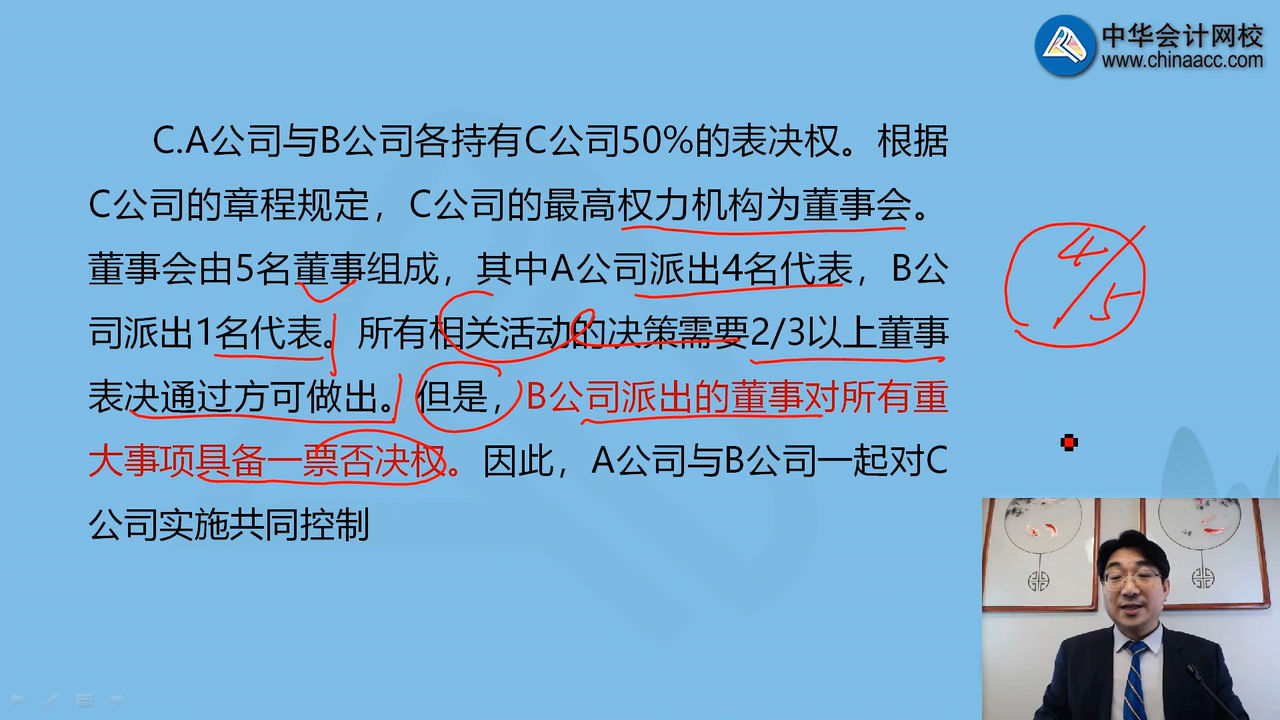 中华会计网校
www.chinaacc.com
C.A公司与B公司各持有C公司50%的表决权。根据
C公司的章程规定，C公司的最高权力机构为董事会。
董事会由5名董事组成，其中A公司派出4名代表，B公
司派出1名代表。所有相关活动的决策需要2/3以上董事
表决通过方可做出。但是，B公司派出的董事对所有重
大事项具备一票否决权。因此，A公司与B公司一起对C
公司实施共同控制
4/5